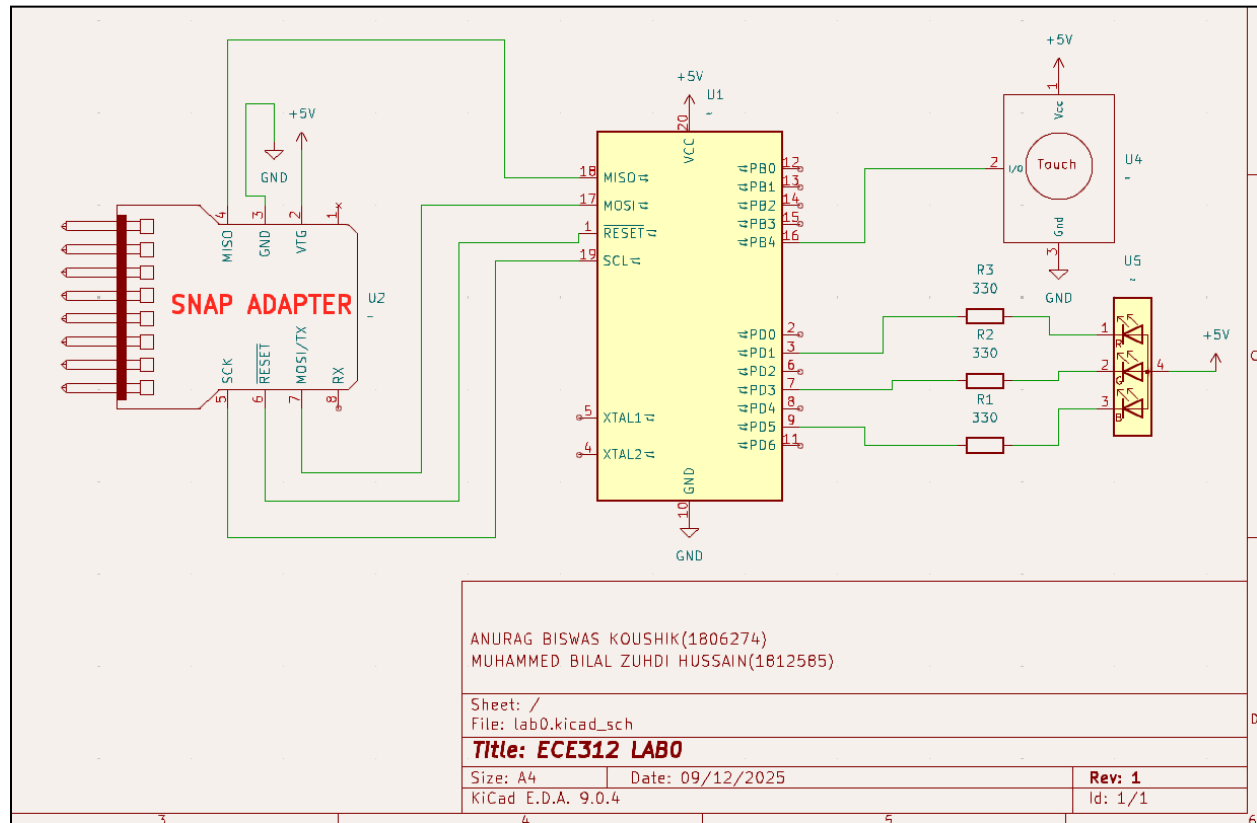 +5V
U1
~
20
VCC
18
MISO
17
MOSI
1
RESET
19
SCL
5
XTAL1
4
XTAL2
PB0
12
PB1
13
PB2
14
PB3
15
PB4
16
PD0
2
PD1
3
PD2
6
PD3
7
PD4
8
PD5
9
PD6
11
GND
10
GND
+5V
GND
4
3
2
1
MISO
GND
VTG
SNAP ADAPTER
U2
~
SCK
RESET
MOSI/TX
RX
5
6
7
8
+5V
1
Vcc
2
I/O
Touch
U4
~
Gnd
3
GND
R3
330
R2
330
R1
330
U5
~
1
R
2
G
3
B
4
+5V
ANURAG BISWAS KOUSHIK(1806274)
MUHAMMED BILAL ZUHDI HUSSAIN(1812585)
Sheet: /
File: lab0.kicad_sch
Title: ECE312 LAB0
Size: A4
Date: 09/12/2025
Rev: 1
KiCad E.D.A. 9.0.4
Id: 1/1
C
D
3
4
5
6